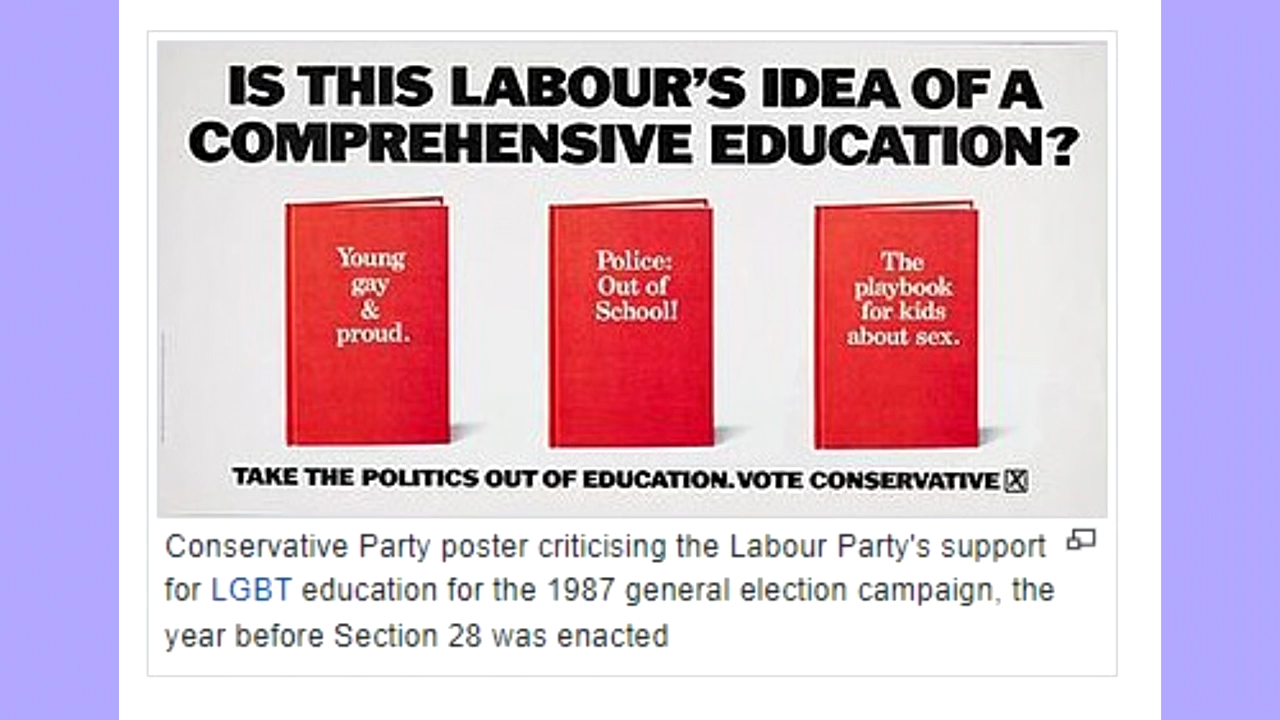 IS THIS LABOUR'S IDEA OF A
COMPREHENSIVE EDUCATION?
Young
gay
&
proud.
Police:
Out of
School!
The
playbook
for kids
about sex.
TAKE THE POLITICS OUT OF EDUCATION. VOTE CONSERVATIVE ☒
Conservative Party poster criticising the Labour Party's support
for LGBT education for the 1987 general election campaign, the
year before Section 28 was enacted